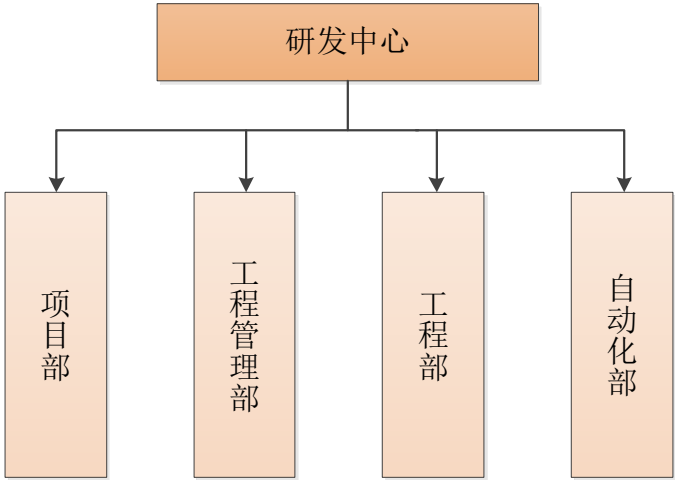 研发中心
项目部
工程管理部
工程部
自动化部